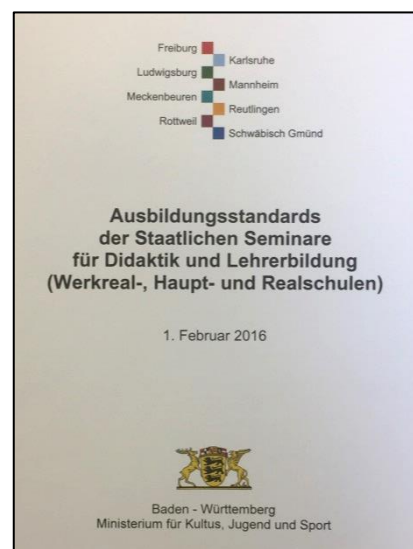 Freiburg
Karlsruhe
Ludwigsburg
Mannheim
Meckenbeuren
Reutlingen
Rottweil
Schwäbisch Gmünd
Ausbildungsstandards
der Staatlichen Seminare
für Didaktik und Lehrerbildung
(Werkreal-, Haupt- und Realschulen)
1. Februar 2016
Baden - Württemberg
Ministerium für Kultus, Jugend und Sport